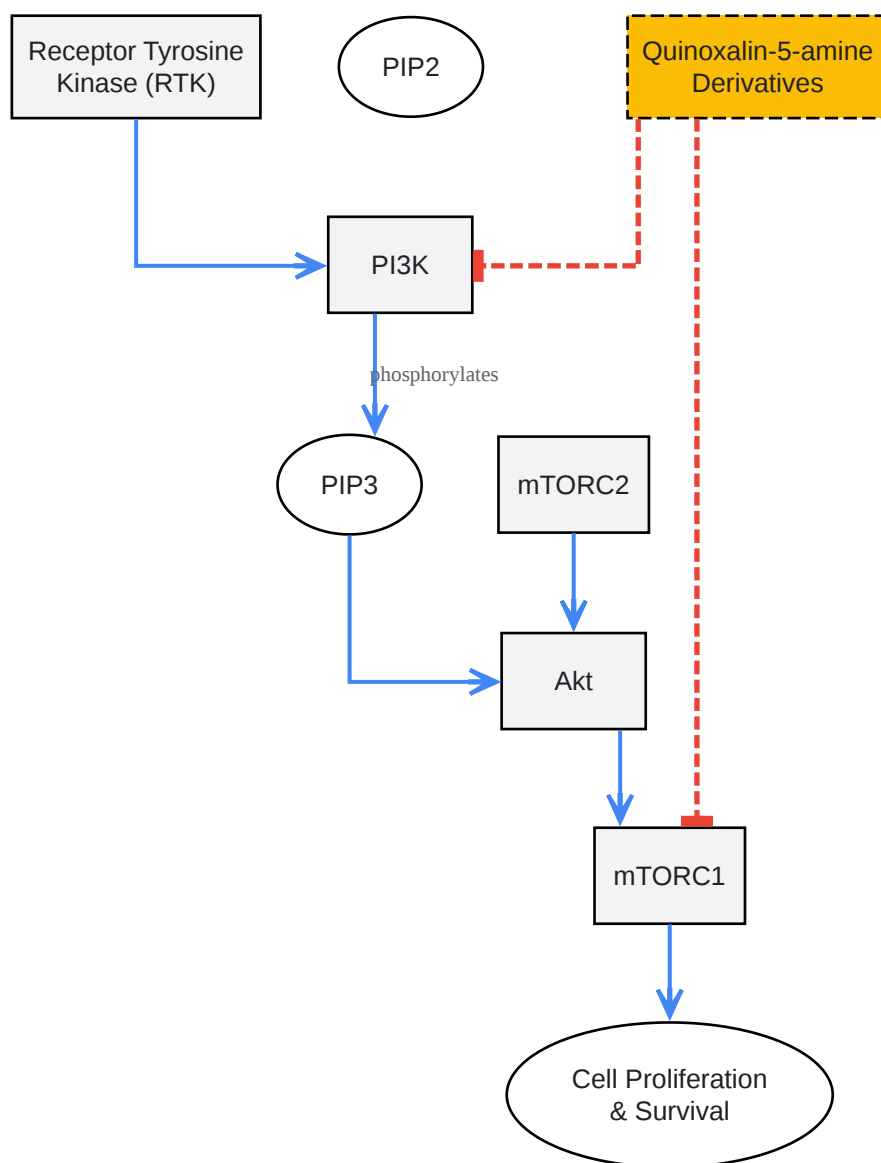 Receptor Tyrosine
Kinase (RTK)
PIP2
Quinoxalin-5-amine
Derivatives
PI3K
phosphorylates
PIP3
mTORC2
Akt
mTORC1
Cell Proliferation
& Survival